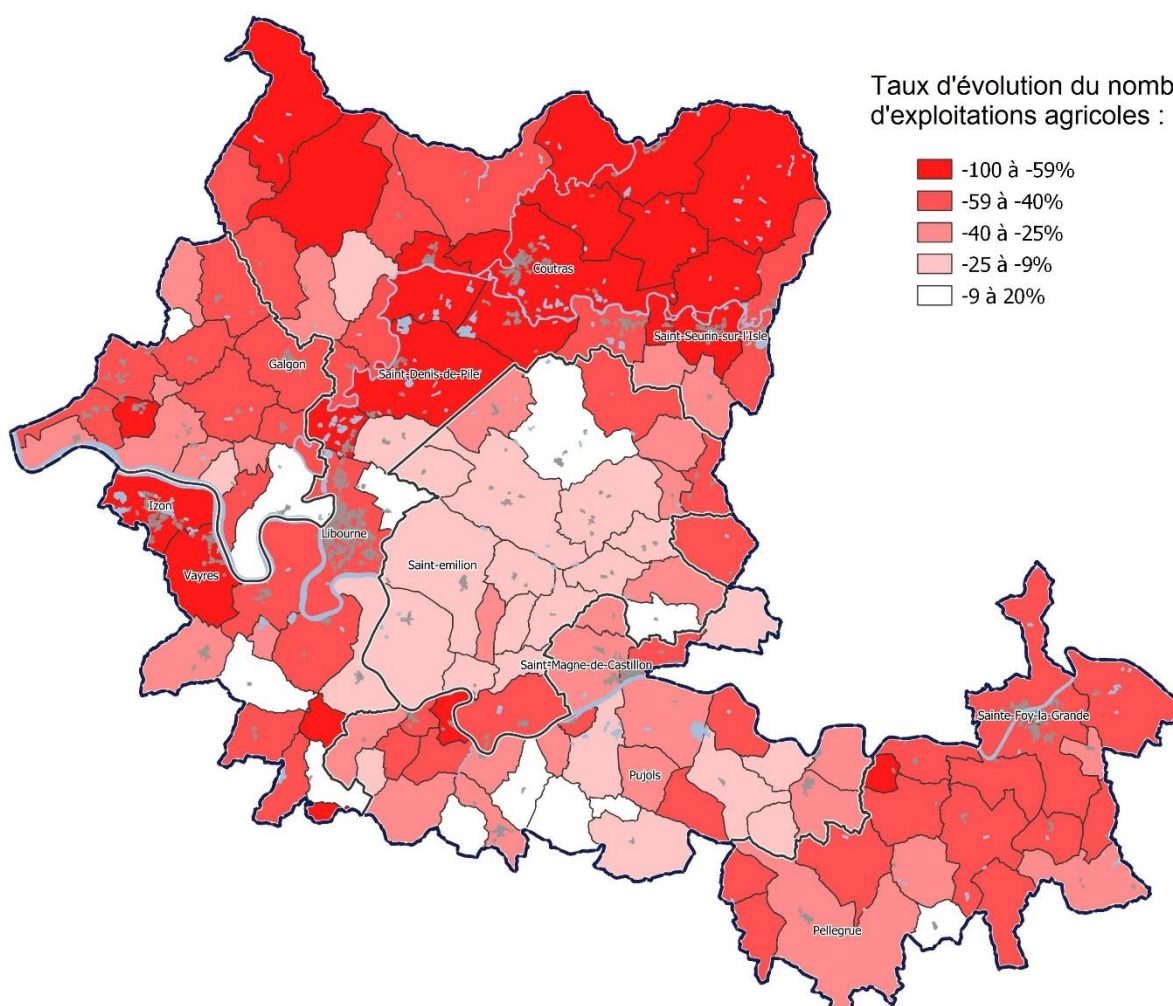 Taux d'évolution du nomb
d'exploitations agricoles :
-100 à -59%
-59 à -40%
-40 à -25%
-25 à -9%
-9 à 20%
Coutras
Saint-Seurin-sur-l'Isle
Galgon
Saint-Denis-de-Pile
Izon
Libourne
Saint-emilion
Vayres
Saint-Magne-de-Castillon
Sainte-Foy-la-Grande
Pujols
Pellegrue